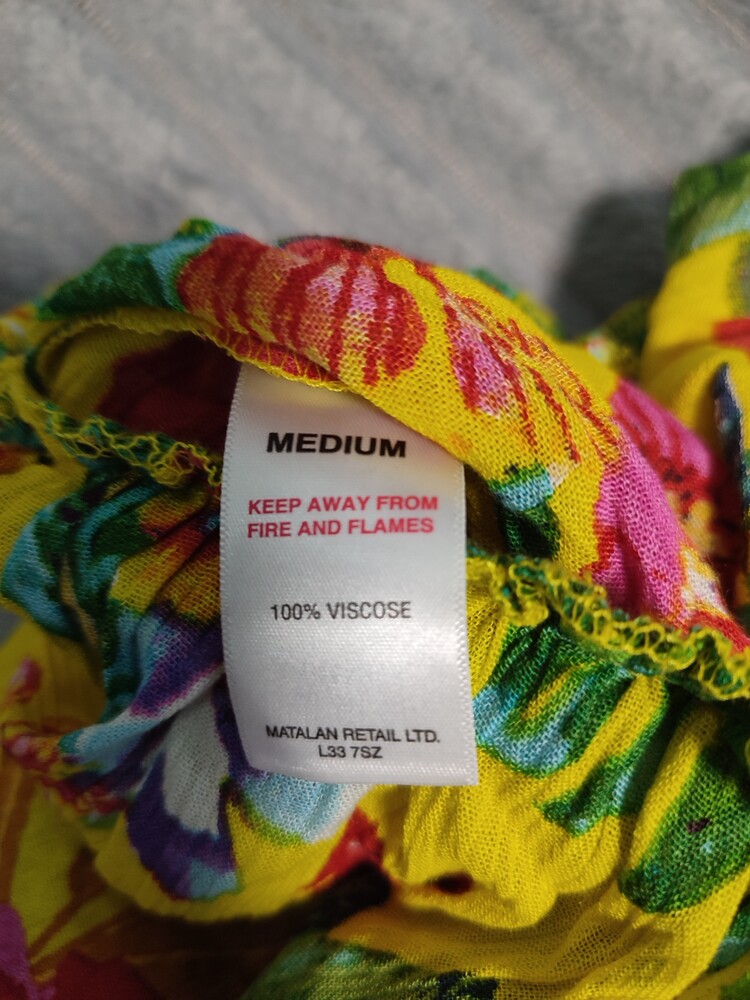 MEDIUM
KEEP AWAY FROM
FIRE AND FLAMES
100% VISCOSE
MATALAN RETAIL LTD.
L33 7SZ